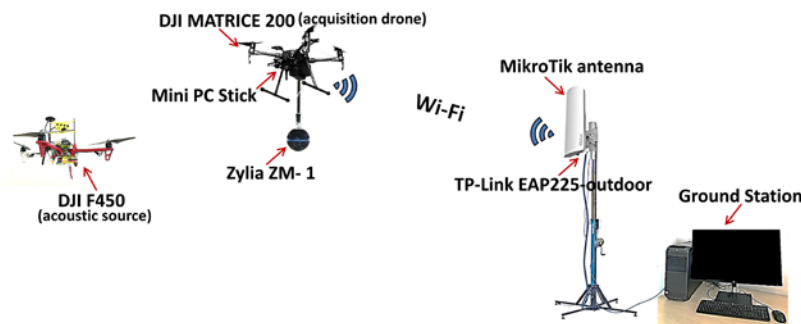 DJI MATRICE 200 (acquisition drone)
MikroTik antenna
Mini PC Stick
Wi-Fi
Zylia ZM- 1
TP-Link EAP225-outdoor
DJI F450
(acoustic source)
Ground Station